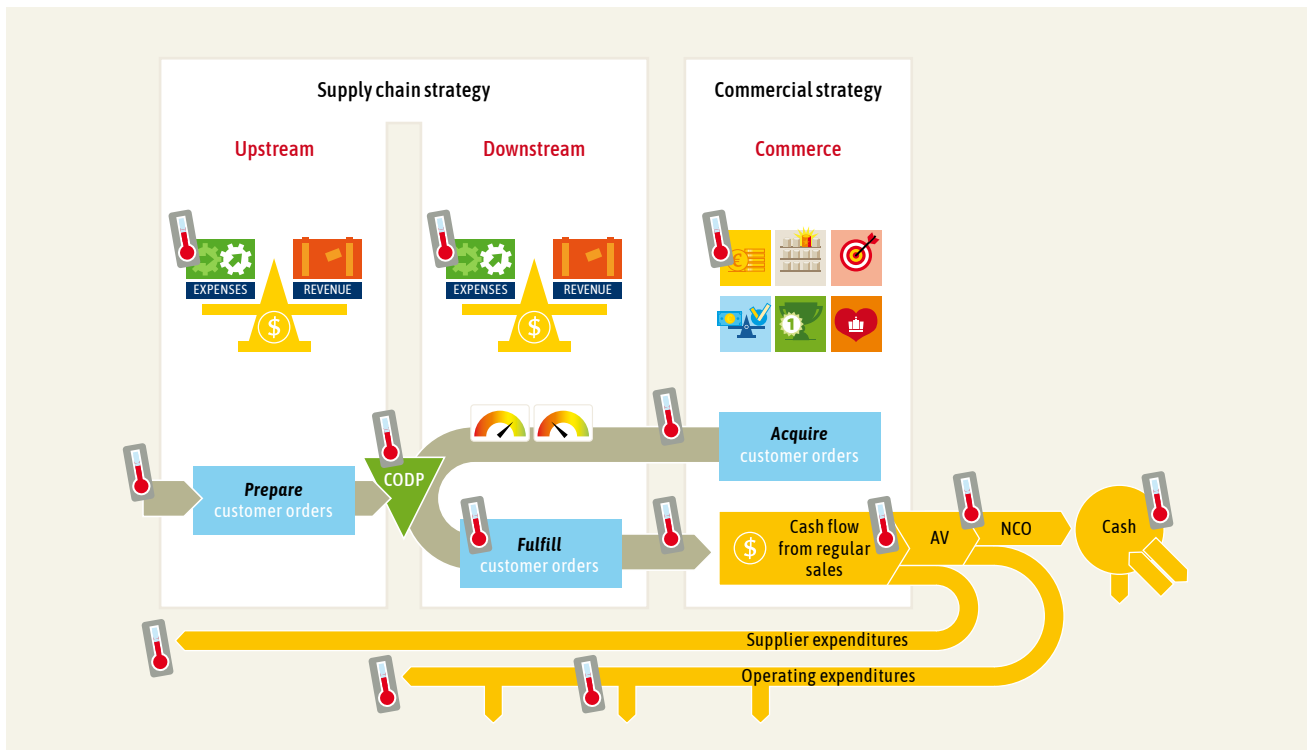 Supply chain strategy
Commercial strategy
Upstream
Downstream
Commerce
EXPENSES
REVENUE
$
EXPENSES
REVENUE
$
€
1
CODP
Acquire
customer orders
Prepare
customer orders
Fulfill
customer orders
$
Cash flow
from regular
sales
AV
NCO
Cash
Supplier expenditures
Operating expenditures